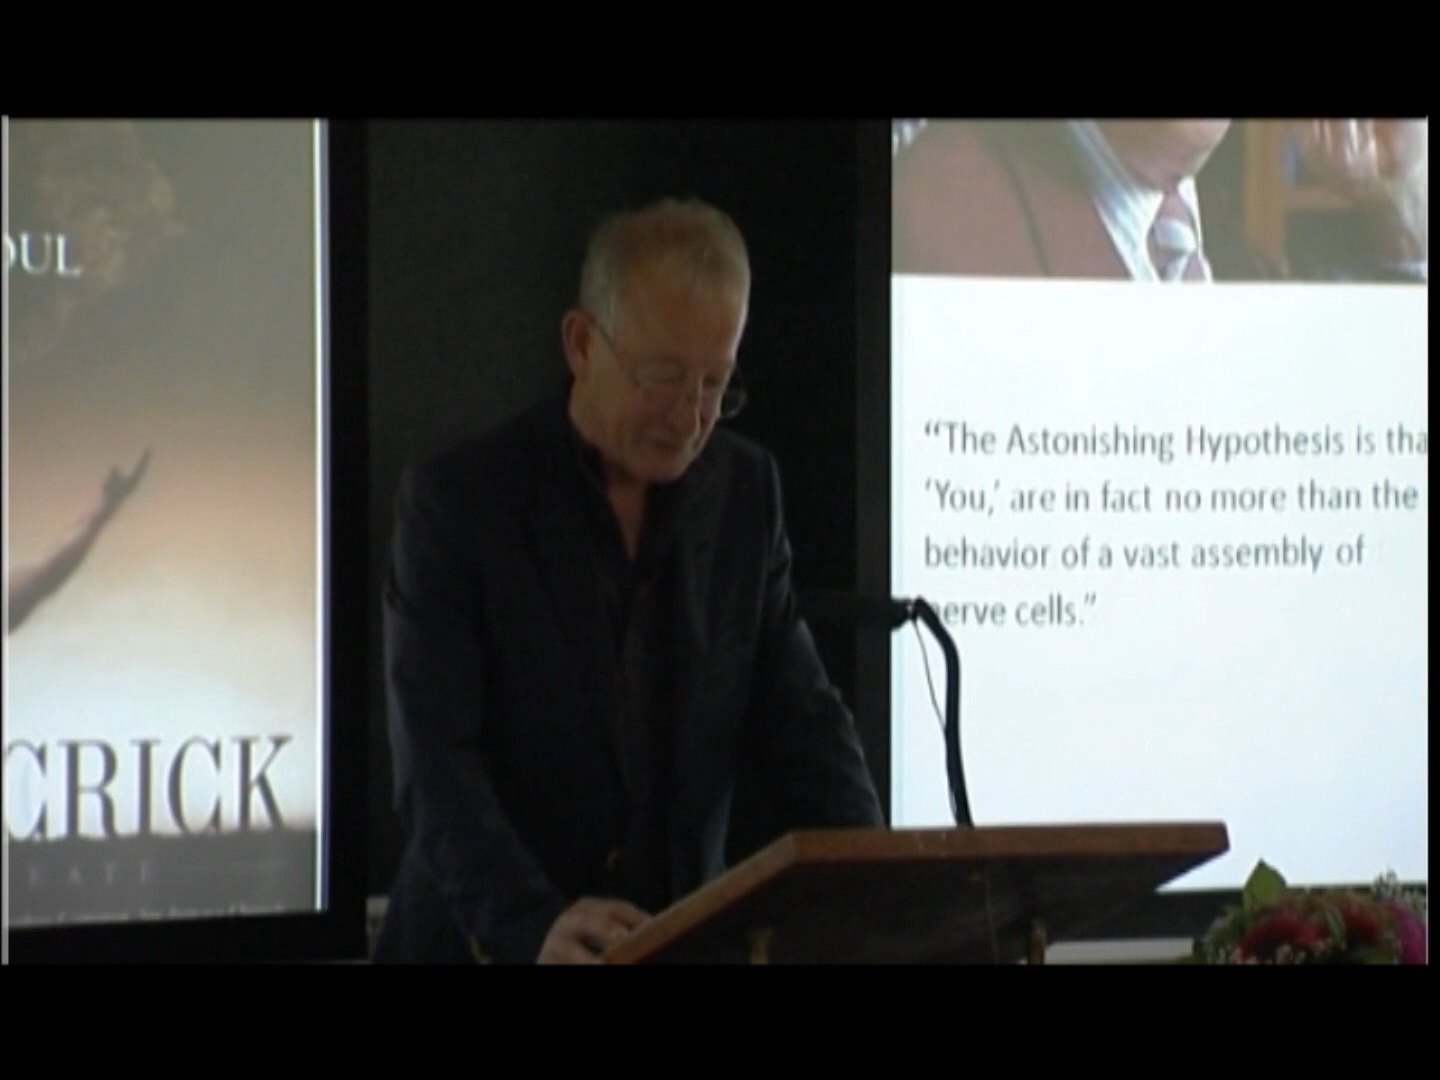 OUL
CRICK
“The Astonishing Hypothesis is tha
‘You,’ are in fact no more than the
behavior of a vast assembly of
nerve cells.”